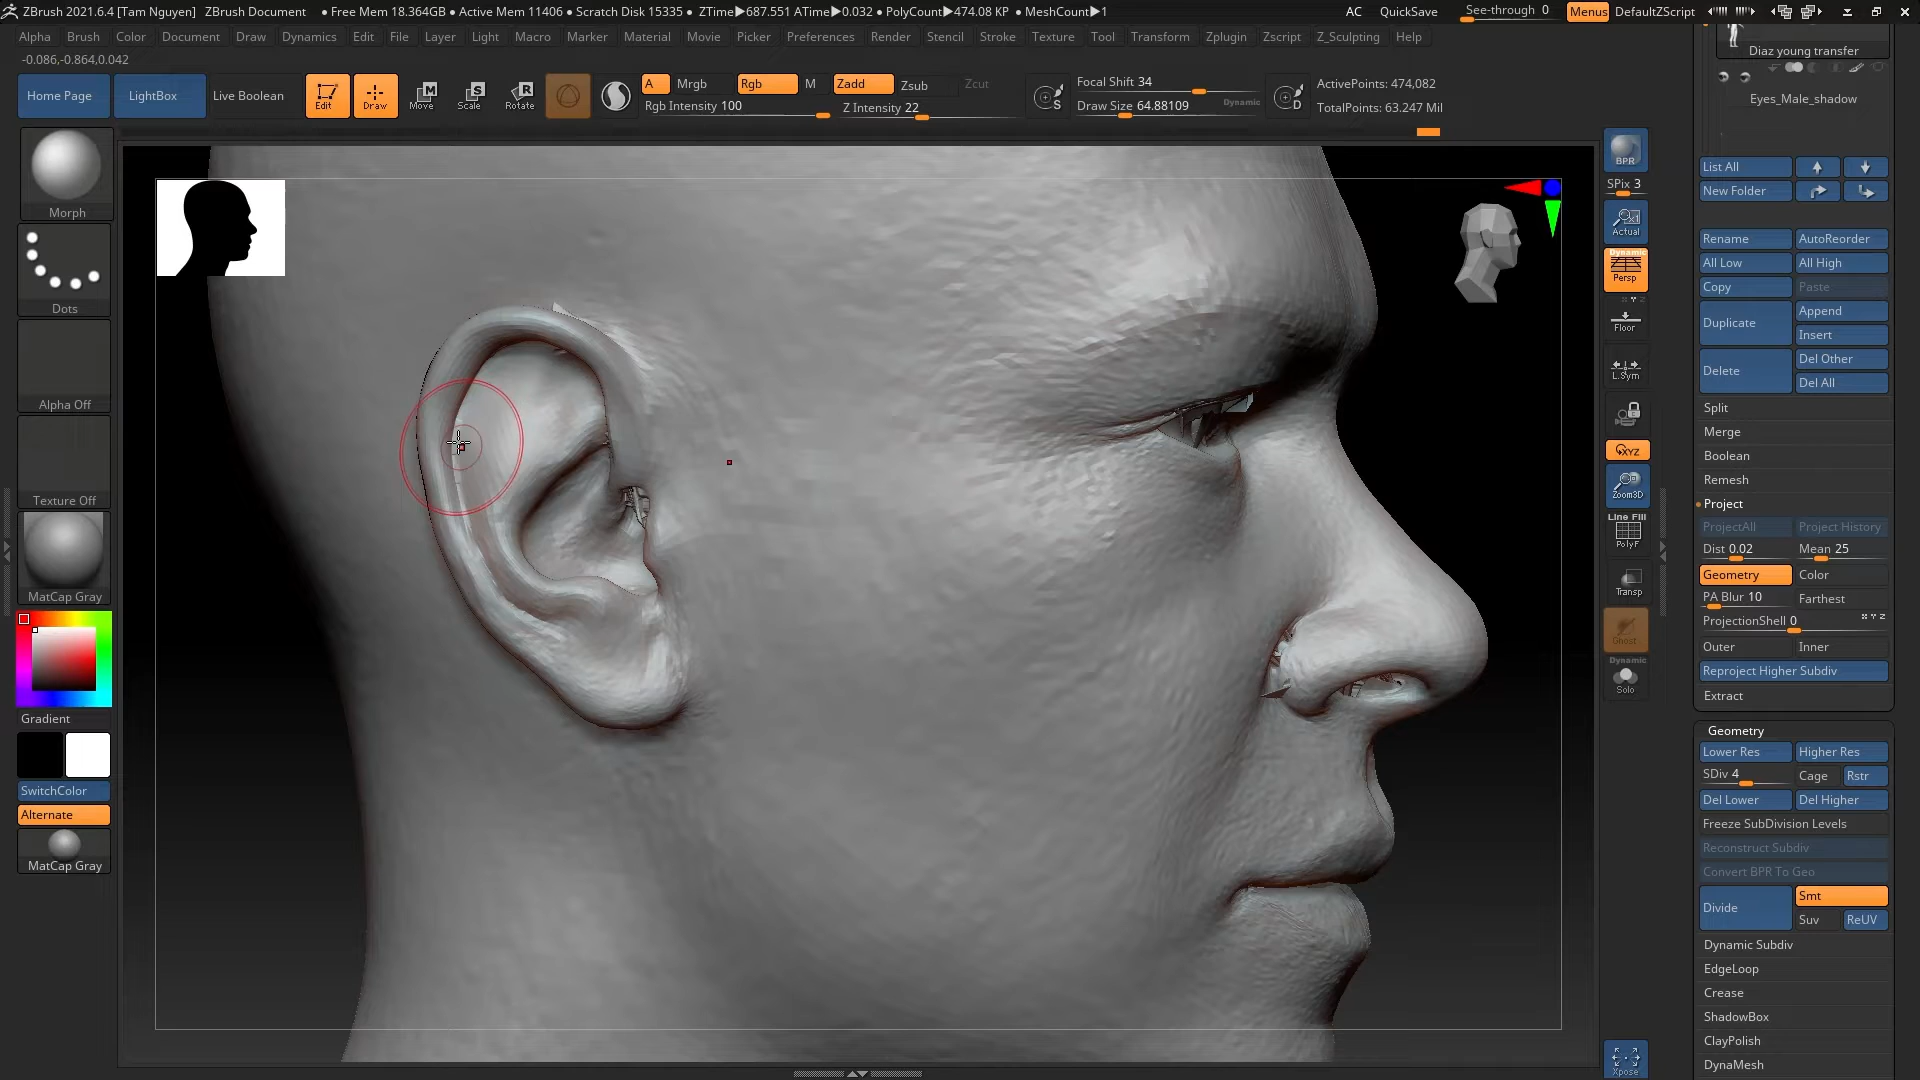 ZBrush 2021.6.4 [Tam Nguyen] ZBrush Document • Free Mem 18.364GB • Active Mem 11406 • Scratch Disk 15335 • ZTime▶687.551 ATime▶0.032 • PolyCount▶474.08 KP • MeshCount▶1 AC QuickSave See-through 0 Menus DefaultZScript
Alpha Brush Color Document Draw Dynamics Edit File Layer Light Macro Marker Material Movie Picker Preferences Render Stencil Stroke Texture Tool Transform Zplugin Zscript Z_Sculpting Help
-0.086,-0.864,0.042
Home Page LightBox Live Boolean Edit Draw Move Scale Rotate
A Mrgb Rgb M Zadd Zsub Zcut
Rgb Intensity 100 Z Intensity 22
Focal Shift 34
Draw Size 64.88109 Dynamic
ActivePoints: 474,082
TotalPoints: 63.247 Mil
Morph
Dots
Alpha Off
Texture Off
MatCap Gray
Gradient
SwitchColor
Alternate
MatCap Gray
BPR
SPix 3
Actual
Dynamic
Persp
Floor
L.Sym
XYZ
Zoom3D
Line Fill
PolyF
Transp
Ghost
Dynamic
Solo
Xpose
Diaz young transfer
Eyes_Male_shadow
List All
New Folder
Rename AutoReorder
All Low All High
Copy Paste
Duplicate Append
Insert
Delete Del Other
Del All
Split
Merge
Boolean
Remesh
Project
ProjectAll Project History
Dist 0.02 Mean 25
Geometry Color
PA Blur 10 Farthest
ProjectionShell 0
Outer Inner
Reproject Higher Subdiv
Extract
Geometry
Lower Res Higher Res
SDiv 4 Cage Rstr
Del Lower Del Higher
Freeze SubDivision Levels
Reconstruct Subdiv
Convert BPR To Geo
Divide Smt
Suv ReUV
Dynamic Subdiv
EdgeLoop
Crease
ShadowBox
ClayPolish
DynaMesh